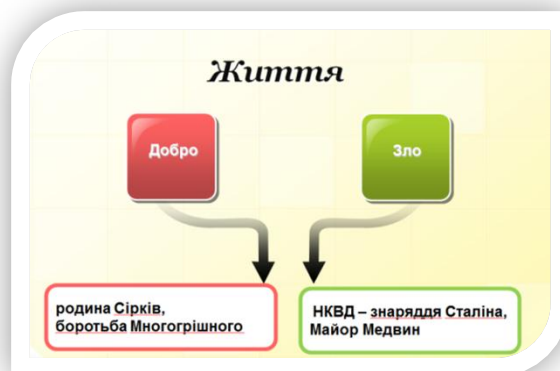 Життя
Добро
Зло
родина Сірків,
боротьба Многогрішного
НКВД – знаряддя Сталіна,
Майор Медвин